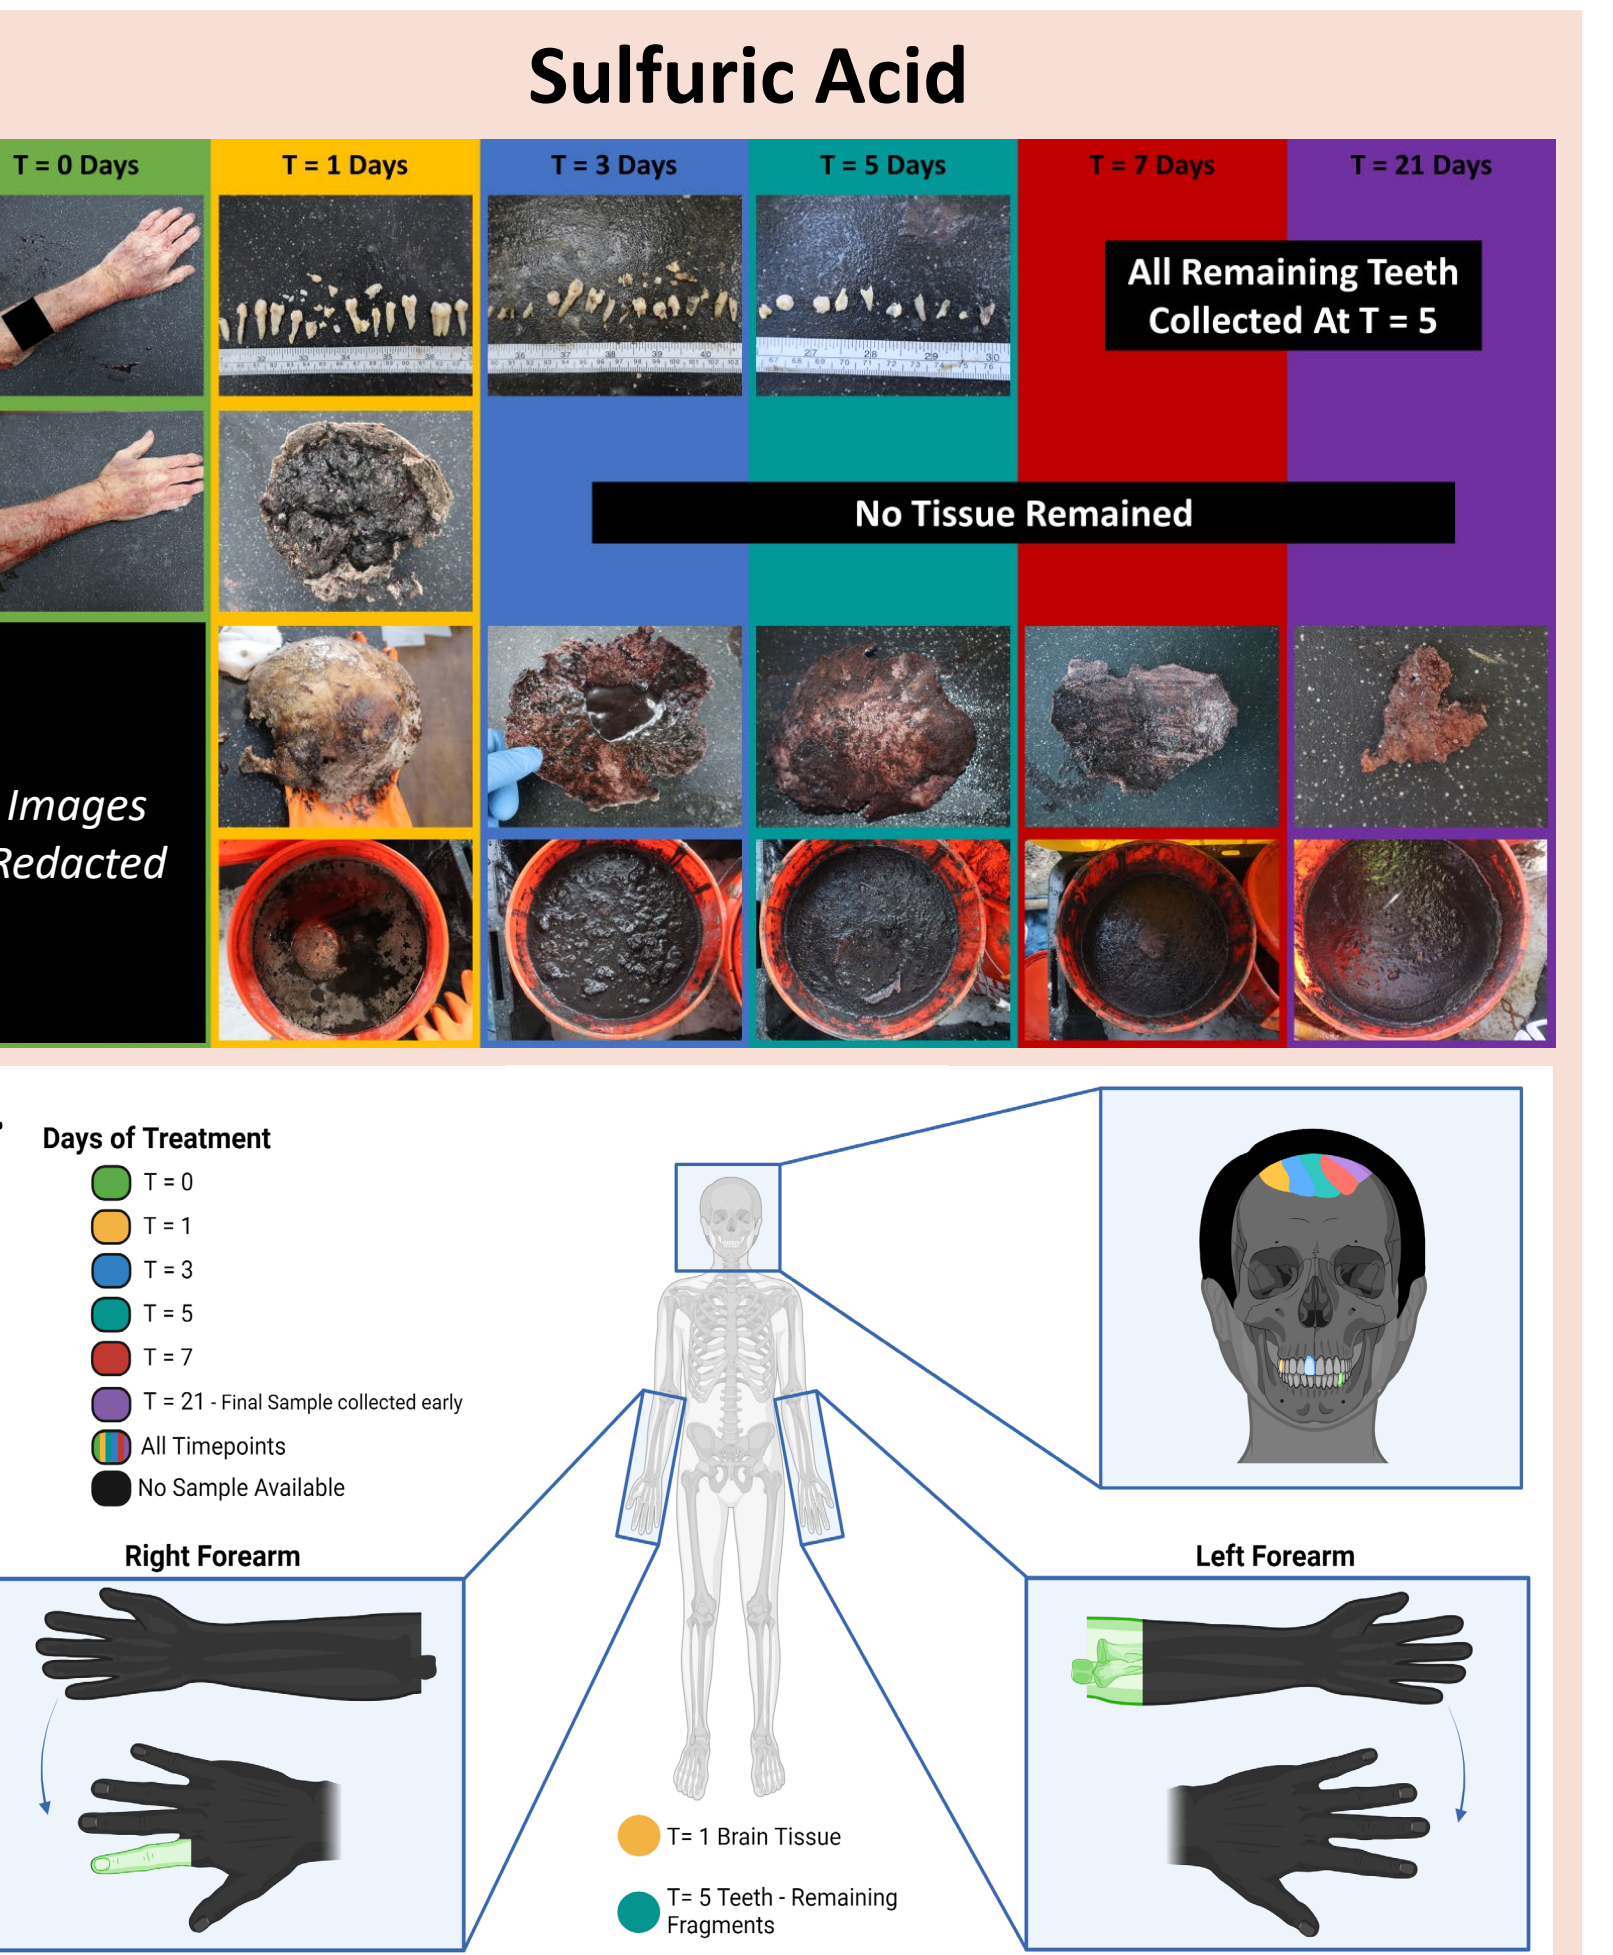 Sulfuric Acid
T = 0 Days
T = 1 Days
T = 3 Days
T = 5 Days
T = 7 Days
T = 21 Days
All Remaining Teeth
Collected At T = 5
No Tissue Remained
Images
Redacted
Days of Treatment
T = 0
T = 1
T = 3
T = 5
T = 7
T = 21 - Final Sample collected early
All Timepoints
No Sample Available
Right Forearm
Left Forearm
T= 1 Brain Tissue
T= 5 Teeth - Remaining
Fragments